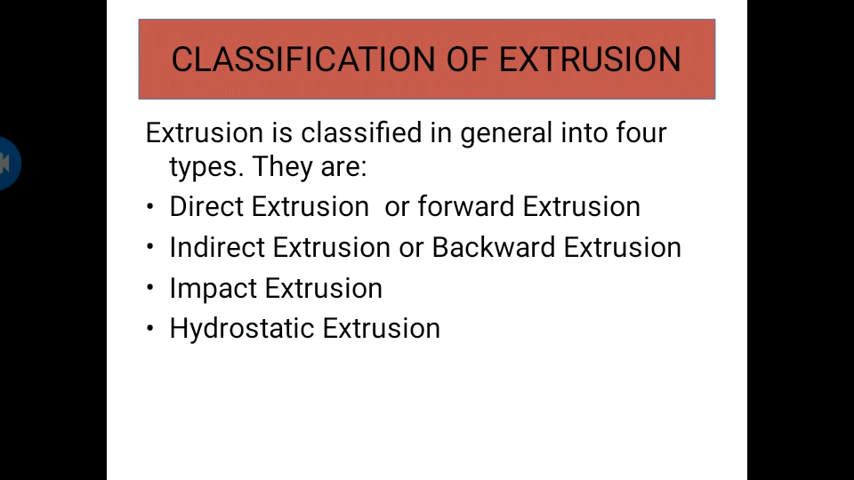 CLASSIFICATION OF EXTRUSION
Extrusion is classified in general into four
types. They are:
• Direct Extrusion  or forward Extrusion
• Indirect Extrusion or Backward Extrusion
• Impact Extrusion
• Hydrostatic Extrusion